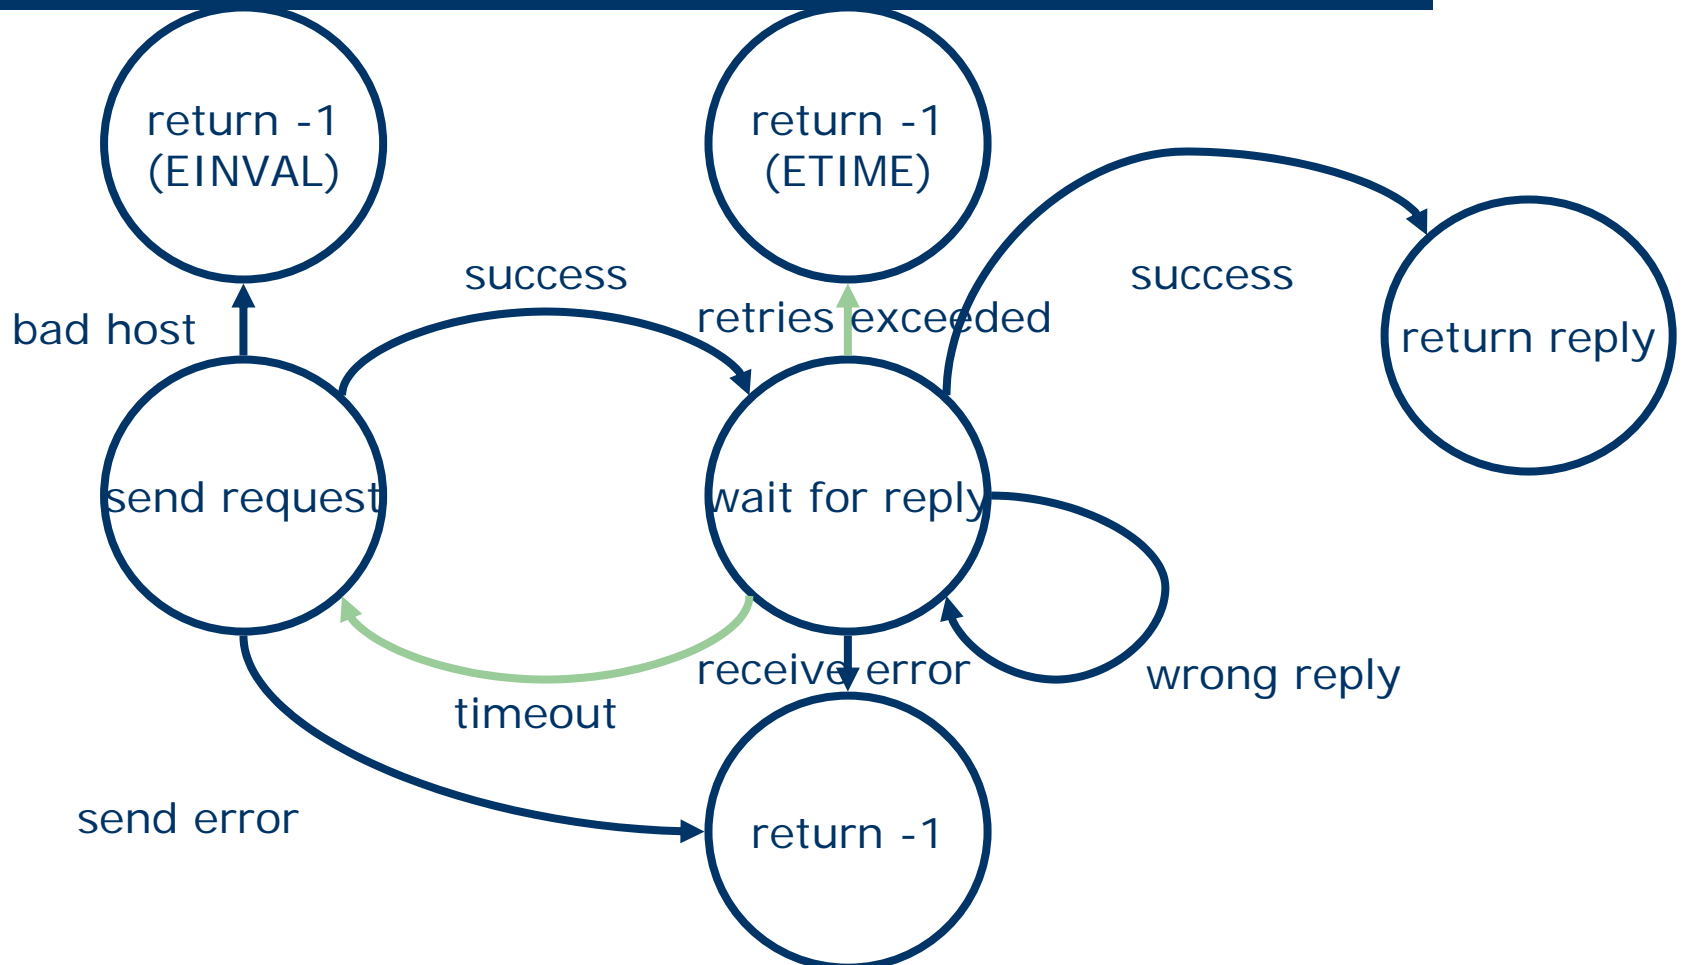 return -1
(EINVAL)
return -1
(ETIME)
success
success
bad host
retries exceeded
return reply
send request
wait for reply
receive error
wrong reply
timeout
send error
return -1